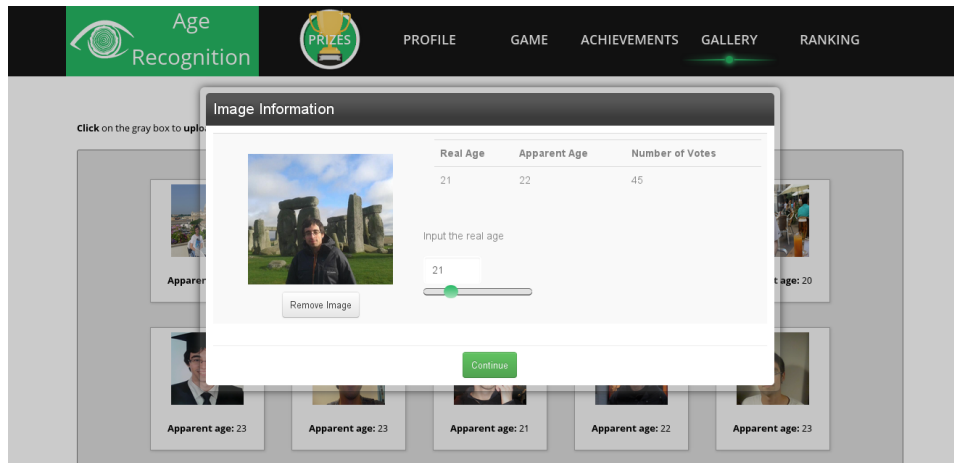 Age
Recognition
PRIZES
PROFILE
GAME
ACHIEVEMENTS
GALLERY
RANKING
Image Information
Click on the gray box to uplo
Real Age Apparent Age Number of Votes
21 22 45
Input the real age
21
Remove Image
Apparen
t age: 20
Continue
Apparent age: 23
Apparent age: 23
Apparent age: 21
Apparent age: 22
Apparent age: 23